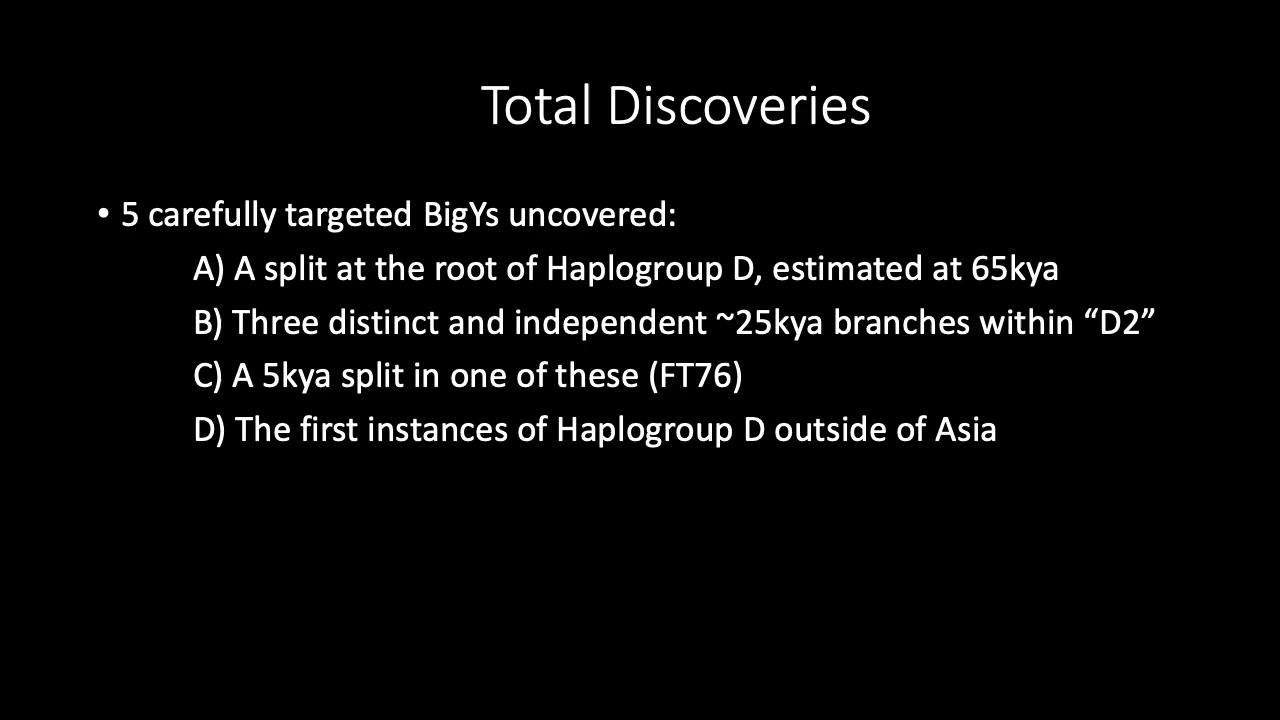 Total Discoveries
• 5 carefully targeted BigYs uncovered:
A) A split at the root of Haplogroup D, estimated at 65kya
B) Three distinct and independent ~25kya branches within “D2”
C) A 5kya split in one of these (FT76)
D) The first instances of Haplogroup D outside of Asia